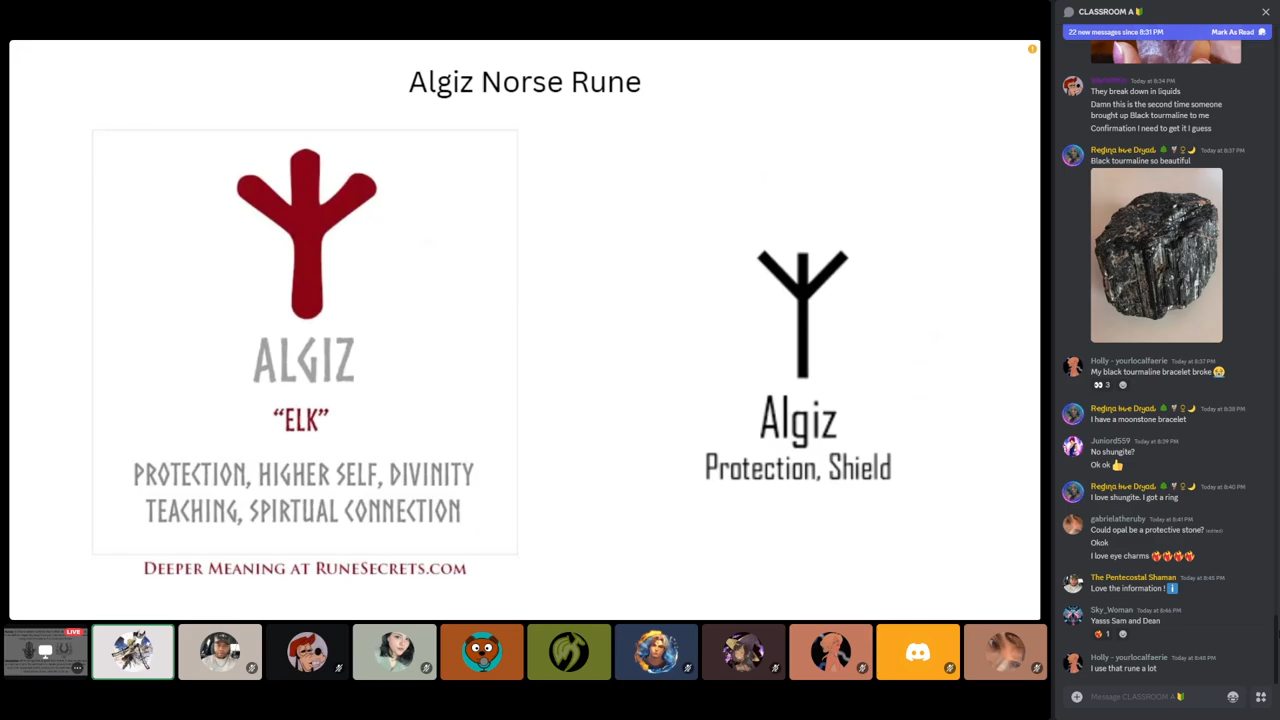 Algiz Norse Rune
ALGIZ
“ELK”
PROTECTION, HIGHER SELF, DIVINITY
TEACHING, SPIRTUAL CONNECTION
DEEPER MEANING AT RUNESECRETS.COM
Algiz
Protection, Shield
LIVE
CLASSROOM A
22 new messages since 8:31 PM Mark As Read
Today at 8:34 PM
They break down in liquids
Damn this is the second time someone
brought up Black tourmaline to me
Confirmation I need to get it I guess
Today at 8:37 PM
Black tourmaline so beautiful
Holly - yourlocalfaerie Today at 8:37 PM
My black tourmaline bracelet broke 😭
👀 3
Today at 8:38 PM
I have a moonstone bracelet
Juniord559 Today at 8:39 PM
No shungite?
Ok ok 👍
Today at 8:40 PM
I love shungite. I got a ring
gabrielatheruby Today at 8:41 PM
Could opal be a protective stone? (edited)
Okok
I love eye charms ❤️‍🔥❤️‍🔥❤️‍🔥❤️‍🔥
The Pentecostal Shaman Today at 8:45 PM
Love the information ! ℹ️
Sky_Woman Today at 8:46 PM
Yasss Sam and Dean
1
Holly - yourlocalfaerie Today at 8:48 PM
I use that rune a lot
Message CLASSROOM A